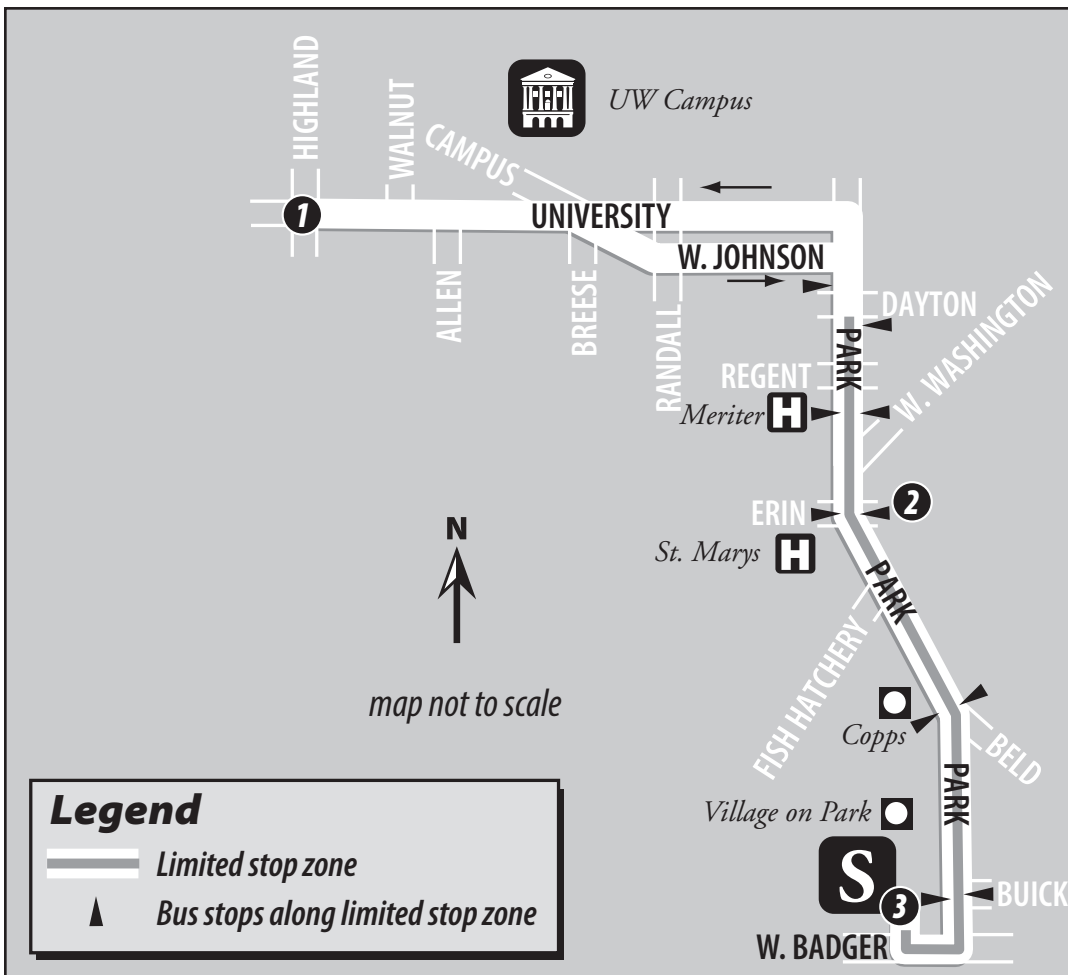 HIGHLAND
WALNUT
CAMPUS
UW Campus
1
UNIVERSITY
W. JOHNSON
ALLEN
BREESE
RANDALL
DAYTON
PARK
REGENT
W. WASHINGTON
Meriter H
ERIN
2
St. Marys H
N
PARK
map not to scale
FISH HATCHERY
Copps
BELD
PARK
Village on Park
S
3
BUICK
W. BADGER
Legend
Limited stop zone
Bus stops along limited stop zone